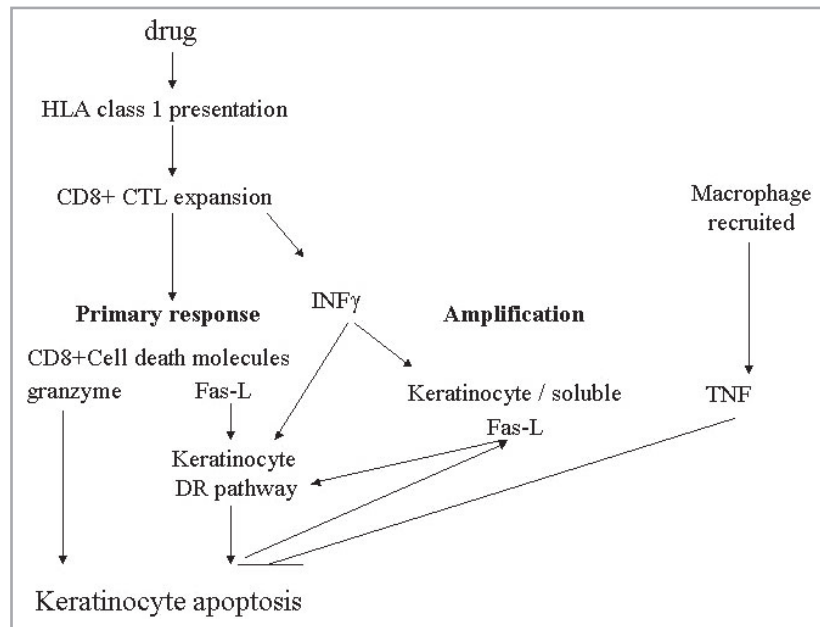 drug
HLA class 1 presentation
CD8+ CTL expansion
Macrophage
recruited
INFγ
Primary response
Amplification
CD8+Cell death molecules
granzyme
Fas-L
Keratinocyte / soluble
Fas-L
TNF
Keratinocyte
DR pathway
Keratinocyte apoptosis